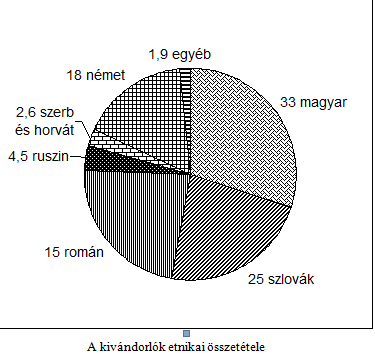 1,9 egyéb
18 német
33 magyar
2,6 szerb
és horvát
4,5 ruszin
15 román
25 szlovák
A kivándorlók etnikai összetétele